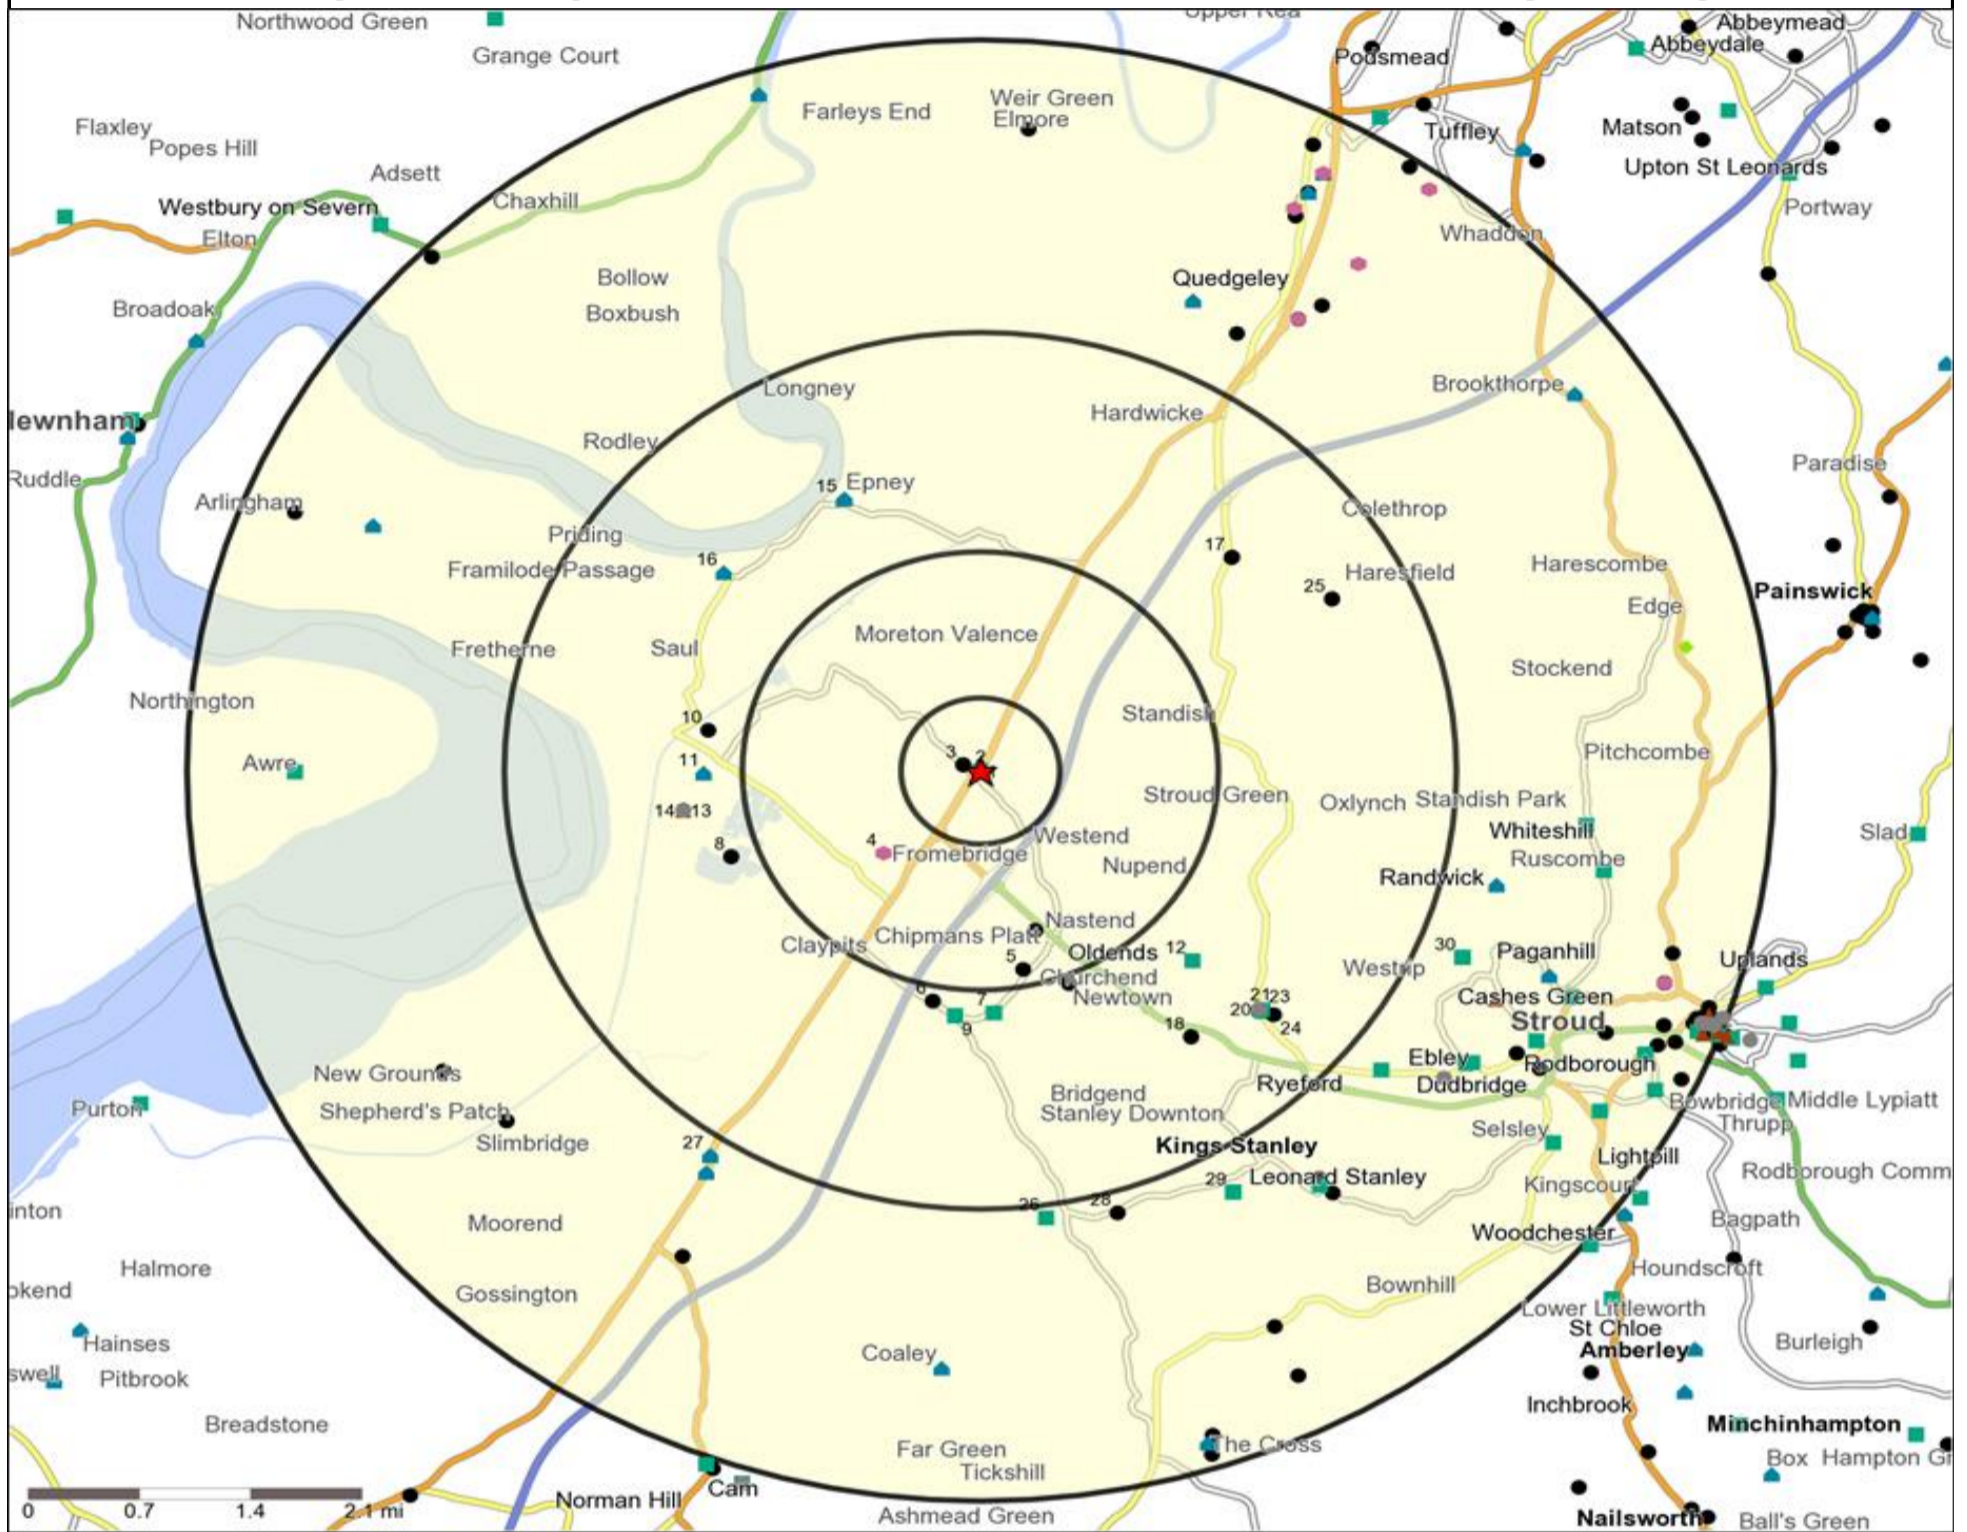 Northwood Green
Abbeymead
Grange Court
Podsmead
Abbeydale
Weir Green
Farleys End
Elmore
Flaxley
Popes Hill
Tuffley
Matson
Adsett
Upton St Leonards
Chaxhill
Westbury on Severn
Portway
Elton
Whaddon
Bollow
Quedgeley
Broadoak
Boxbush
Longney
Brookthorpe
Hardwicke
lewnham
Rodley
Ruddle
Paradise
15 Epney
Arlingham
Colethrop
Priding
17
16
Framilode Passage
Haresfield
25
Harescombe
Painswick
Edge
Moreton Valence
Fretherne
Saul
Stockend
Northington
Standish
10
Pitchcombe
3
2
Awre
11
Stroud Green
Oxlynch
Standish Park
14
13
Whiteshill
Slad
4
8
Westend
Fromebridge
Ruscombe
Nupend
Randwick
Nastend
Chipmans Platt
Claypits
12
Oldends
30
Paganhill
5
Uplands
Westrip
Churchend
Newtown
6
7
9
21
23
20
24
Cashes Green
Stroud
18
New Grounds
Ebley
Rodborough
Ryeford
Dudbridge
Bridgend
Purton
Shepherd's Patch
Stanley Downton
Bowbridge
Middle Lypiatt
Thrupp
Slimbridge
27
Kings Stanley
Selsley
Lightpill
Rodborough Comm
29
Leonard Stanley
Kingscourt
26
28
inton
Moorend
Bagpath
Woodchester
Halmore
Houndscroft
okend
Gossington
Bownhill
Lower Littleworth
St Chloe
Hainses
Burleigh
Coaley
Amberley
swell
Pitbrook
Inchbrook
Breadstone
Minchinhampton
Far Green
The Cross
Box
Hampton Gr
Tickshill
Cam
Norman Hill
0
0.7
1.4
2.1 mi
Ashmead Green
Nailsworth
Ball's Green